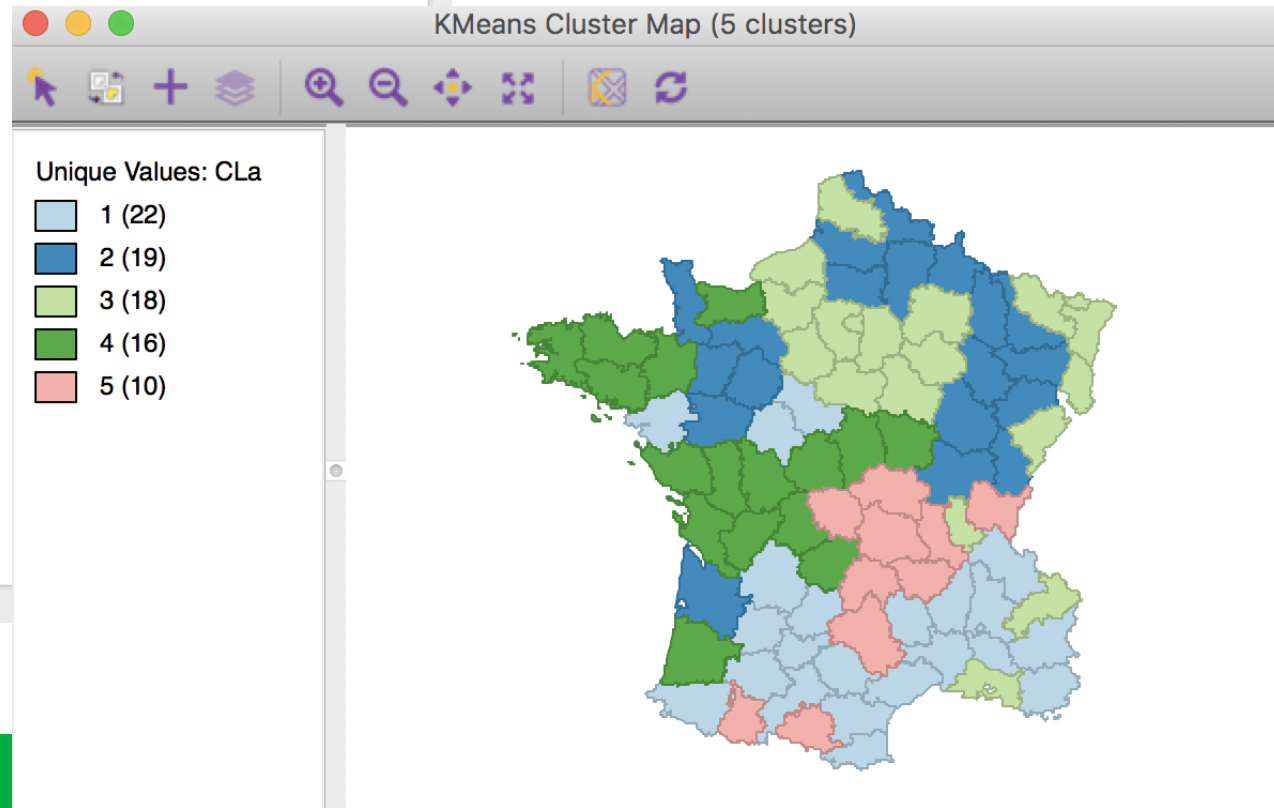 KMeans Cluster Map (5 clusters)
Unique Values: CLa
1 (22)
2 (19)
3 (18)
4 (16)
5 (10)